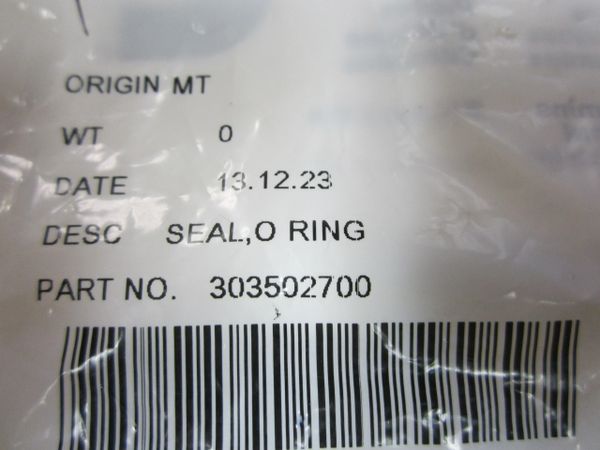 ORIGIN MT
WT 0
DATE 13.12.23
DESC SEAL,O RING
PART NO. 303502700